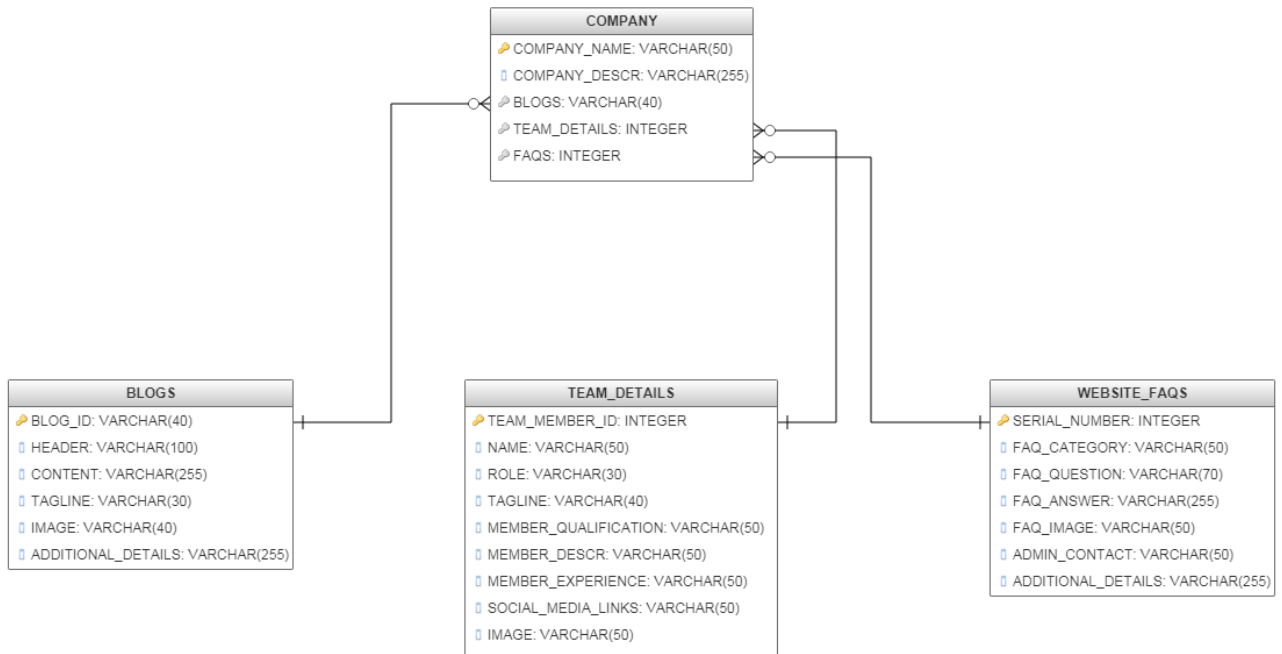 COMPANY
COMPANY_NAME: VARCHAR(50)
COMPANY_DESCR: VARCHAR(255)
BLOGS: VARCHAR(40)
TEAM_DETAILS: INTEGER
FAQS: INTEGER
BLOGS
BLOG_ID: VARCHAR(40)
HEADER: VARCHAR(100)
CONTENT: VARCHAR(255)
TAGLINE: VARCHAR(30)
IMAGE: VARCHAR(40)
ADDITIONAL_DETAILS: VARCHAR(255)
TEAM_DETAILS
TEAM_MEMBER_ID: INTEGER
NAME: VARCHAR(50)
ROLE: VARCHAR(30)
TAGLINE: VARCHAR(40)
MEMBER_QUALIFICATION: VARCHAR(50)
MEMBER_DESCR: VARCHAR(50)
MEMBER_EXPERIENCE: VARCHAR(50)
SOCIAL_MEDIA_LINKS: VARCHAR(50)
IMAGE: VARCHAR(50)
WEBSITE_FAQS
SERIAL_NUMBER: INTEGER
FAQ_CATEGORY: VARCHAR(50)
FAQ_QUESTION: VARCHAR(70)
FAQ_ANSWER: VARCHAR(255)
FAQ_IMAGE: VARCHAR(50)
ADMIN_CONTACT: VARCHAR(50)
ADDITIONAL_DETAILS: VARCHAR(255)